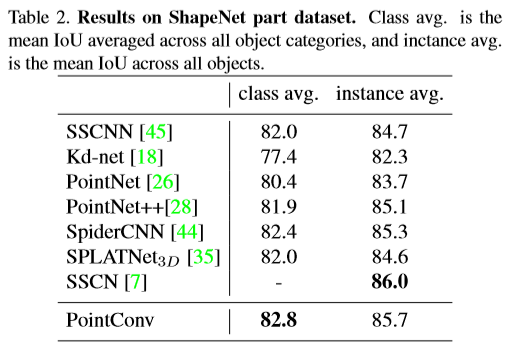 Table 2. Results on ShapeNet part dataset. Class avg. is the
mean IoU averaged across all object categories, and inctance avg.
is the mean IoU across all objects.
class avg. instance avg.
SSCNN [45] 82.0 84.7
Kd-net [18] 77.4 82.3
PointNet [26] 80.4 83.7
PointNet++[28] 81.9 85.1
SpiderCNN [44] 82.4 85.3
SPLATNet3D [35] 82.0 84.6
SSCN [7] - 86.0
PointConv 82.8 85.7